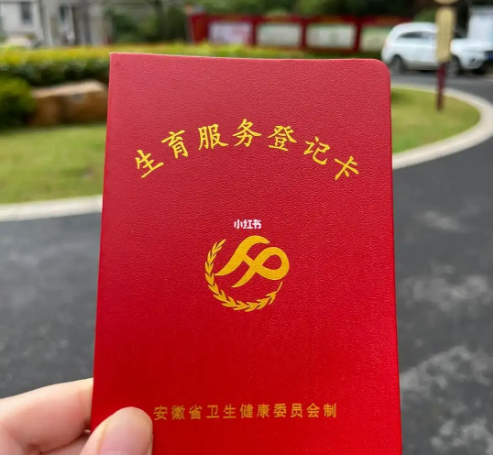 生育服务登记卡
小红书
安徽省卫生健康委员会制